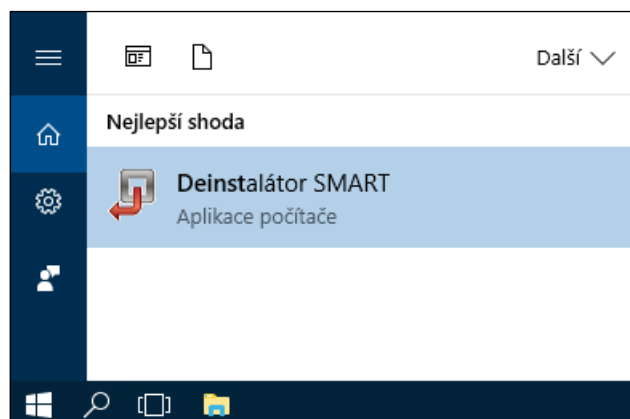 Další
Nejlepší shoda
Deinstalátor SMART
Aplikace počítače